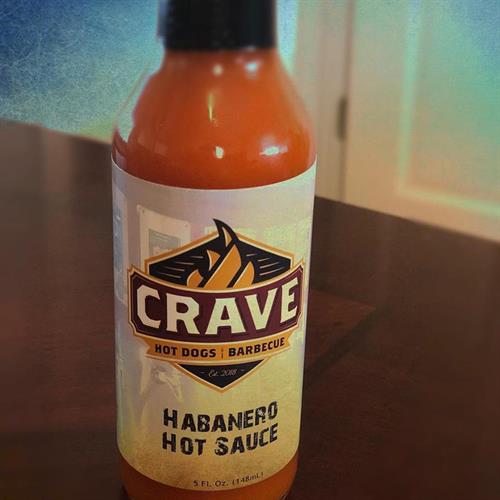 CRAVE
HOT DOGS | BARBECUE
- Est. 2018 -
HABANERO
HOT SAUCE
5 Fl. Oz. (148mL)